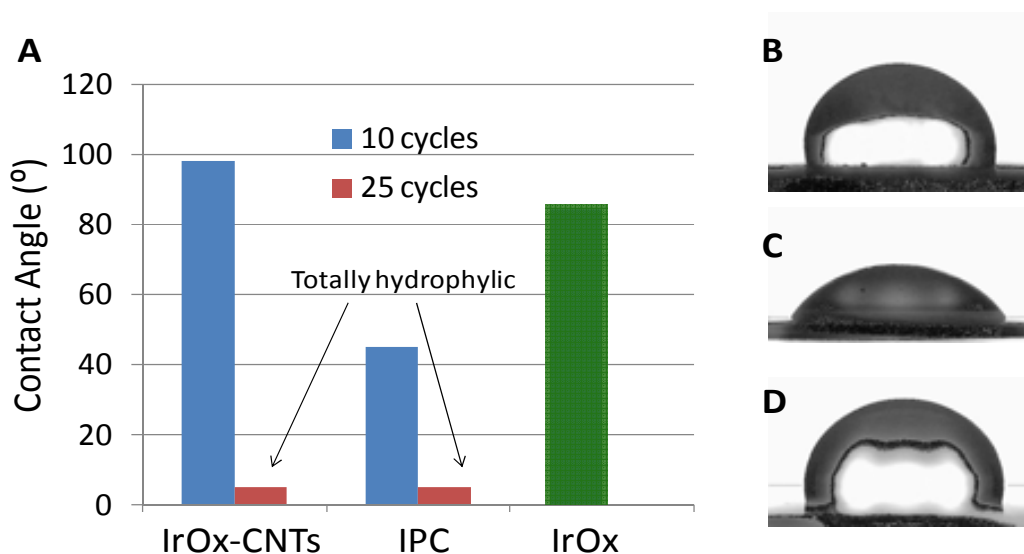 A
Contact Angle (⁰)
120
100
80
60
40
20
0
10 cycles
25 cycles
Totally hydrophylic
IrOx-CNTs
IPC
IrOx
B
C
D